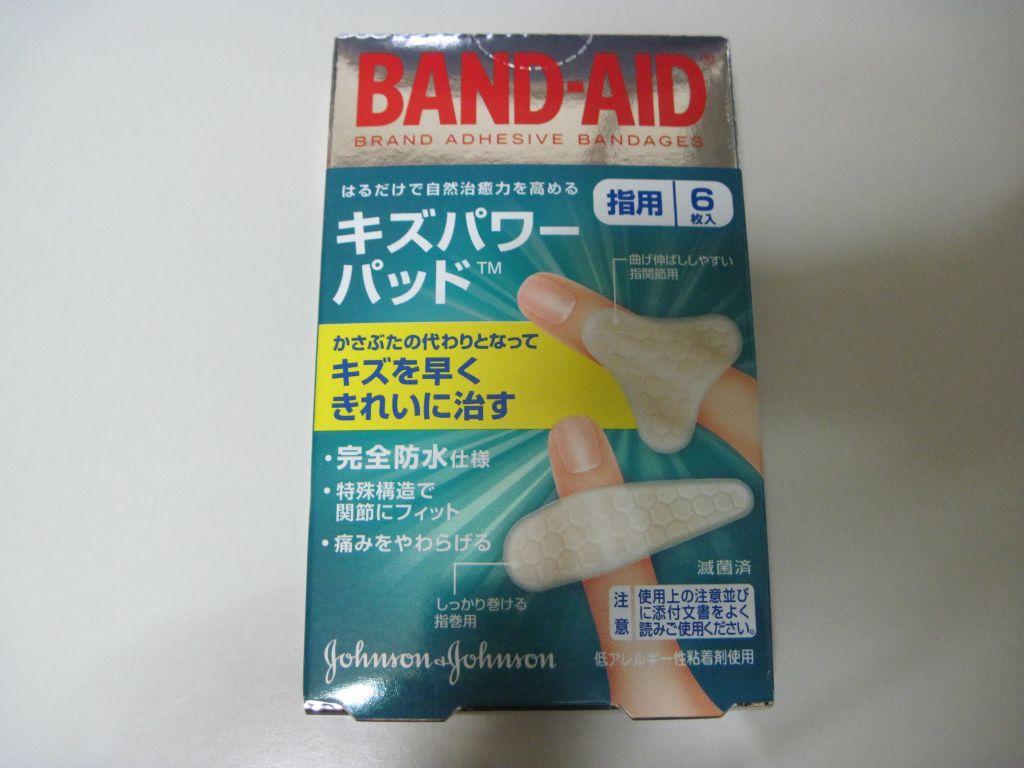 BAND-AID®
BRAND ADHESIVE BANDAGES
はるだけで自然治癒力を高める
指用 6枚入
キズパワー
パッド™
曲げ伸ばししやすい
指関節用
かさぶたの代わりとなって
キズを早く
きれいに治す
・完全防水仕様
・特殊構造で
関節にフィット
・痛みをやわらげる
しっかり巻ける
指巻用
滅菌済
注意
使用上の注意並び
に添付文書をよく
読みご使用ください。
Johnson & Johnson
低アレルギー性粘着剤使用